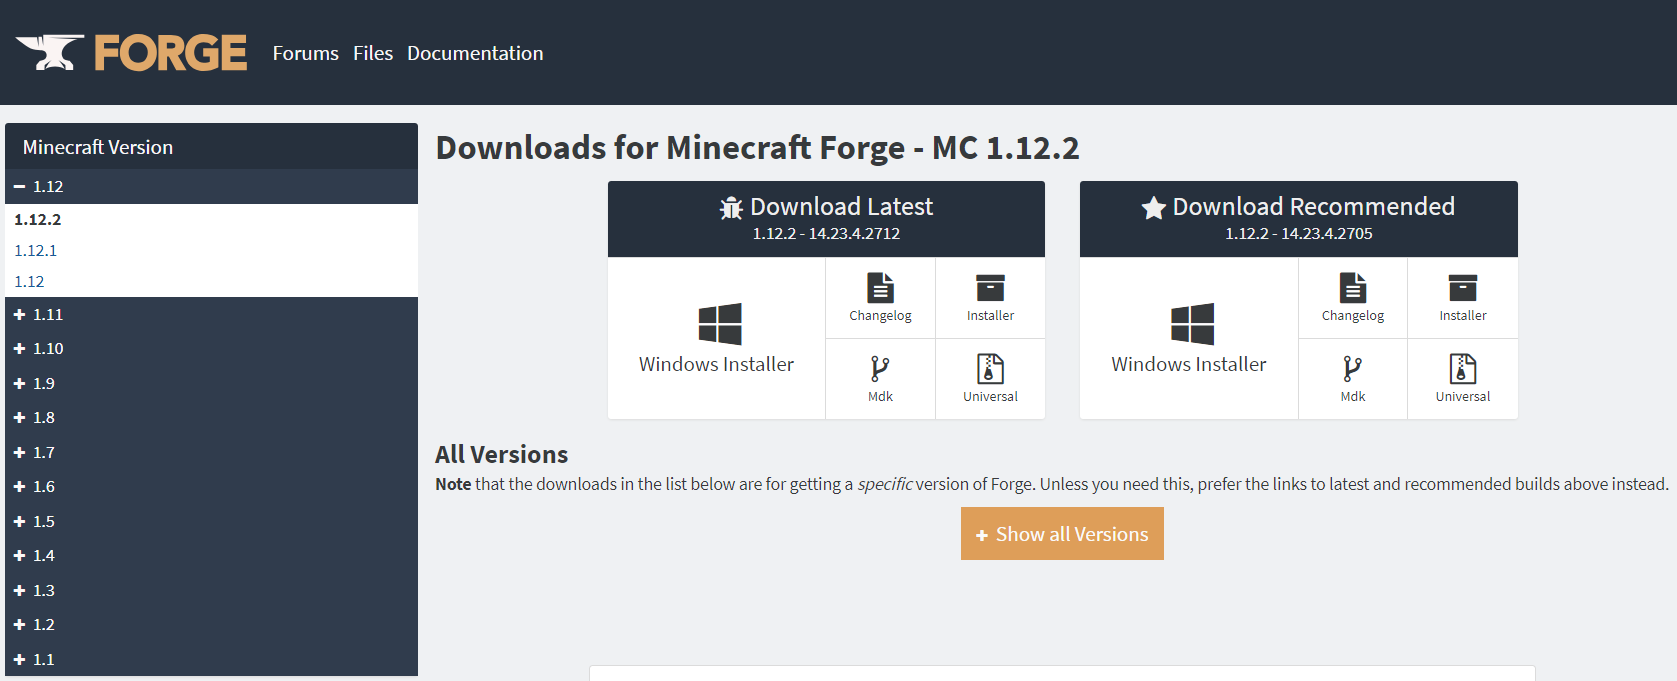 FORGE Forums Files Documentation
Minecraft Version
1.12
1.12.2
1.12.1
1.12
1.11
1.10
1.9
1.8
1.7
1.6
1.5
1.4
1.3
1.2
1.1
Downloads for Minecraft Forge - MC 1.12.2
Download Latest
1.12.2 - 14.23.4.2712
Windows Installer
Changelog
Installer
Mdk
Universal
Download Recommended
1.12.2 - 14.23.4.2705
Windows Installer
Changelog
Installer
Mdk
Universal
All Versions
Note that the downloads in the list below are for getting a specific version of Forge. Unless you need this, prefer the links to latest and recommended builds above instead.
Show all Versions